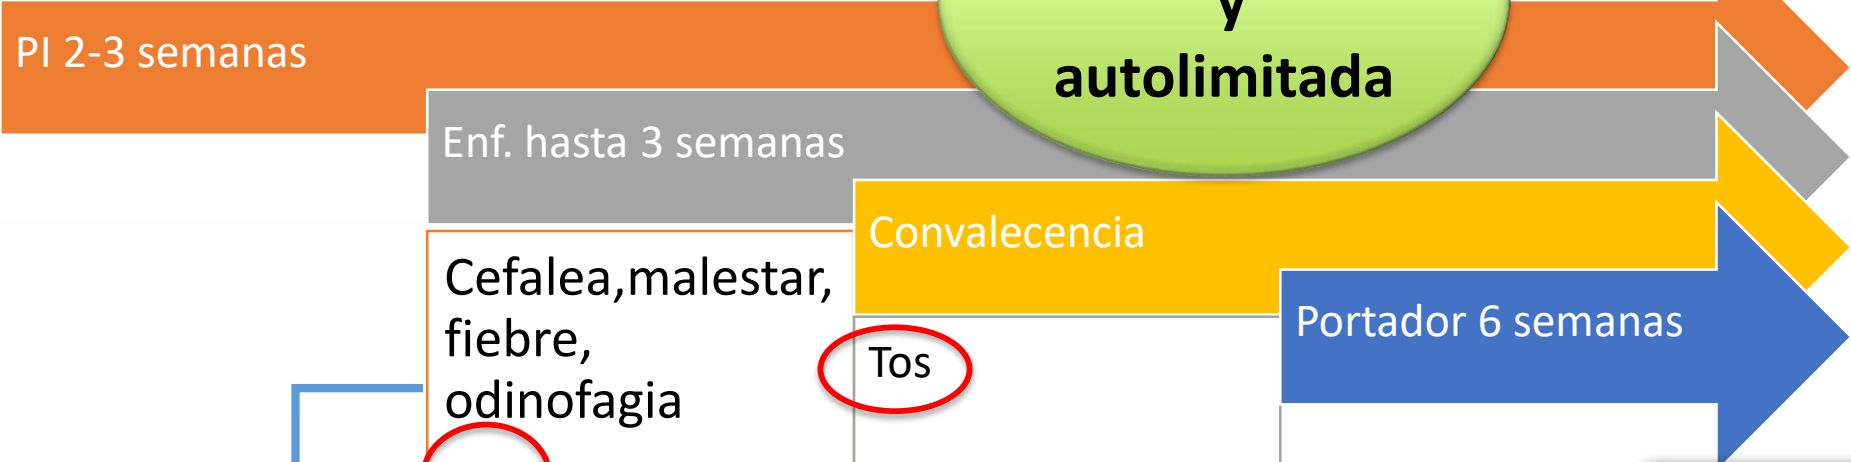 y
autolimitada
PI 2-3 semanas
Enf. hasta 3 semanas
Convalecencia
Portador 6 semanas
Cefalea,malestar,
fiebre,
odinofagia
Tos